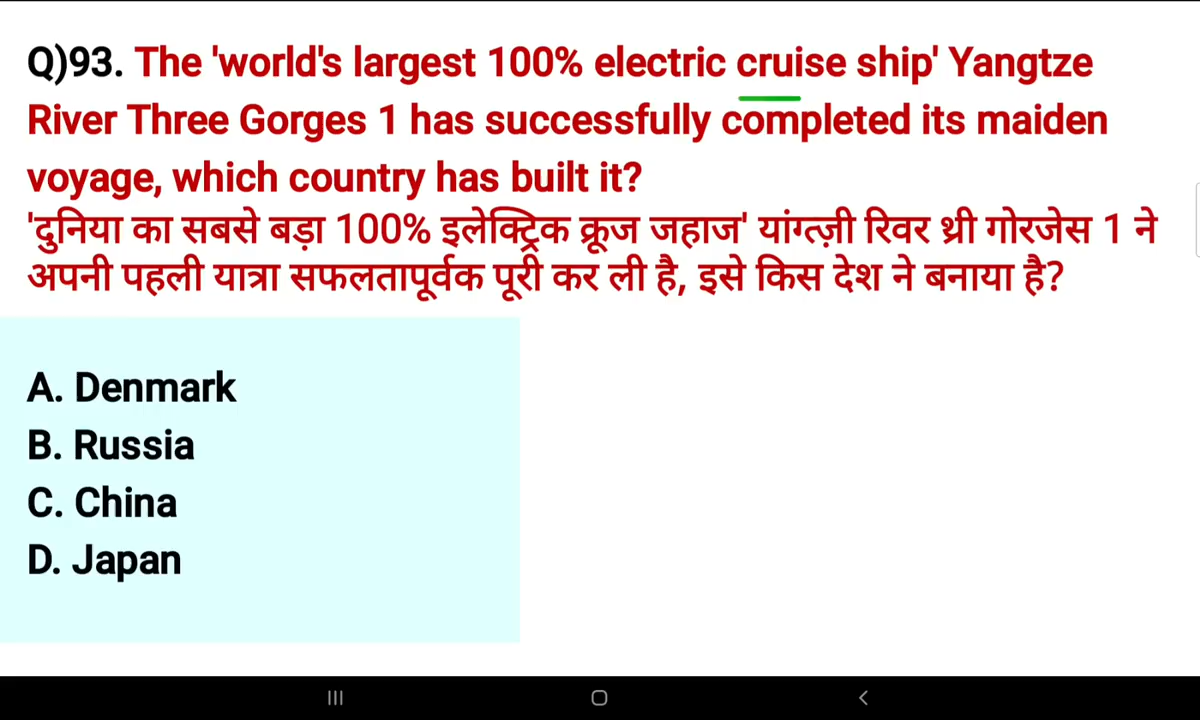 Q)93. The 'world's largest 100% electric cruise ship' Yangtze
River Three Gorges 1 has successfully completed its maiden
voyage, which country has built it?
'दुनिया का सबसे बड़ा 100% इलेक्ट्रिक क्रूज जहाज' यांग्त्ज़ी रिवर थ्री गोरजेस 1 ने
अपनी पहली यात्रा सफलतापूर्वक पूरी कर ली है, इसे किस देश ने बनाया है?
A. Denmark
B. Russia
C. China
D. Japan